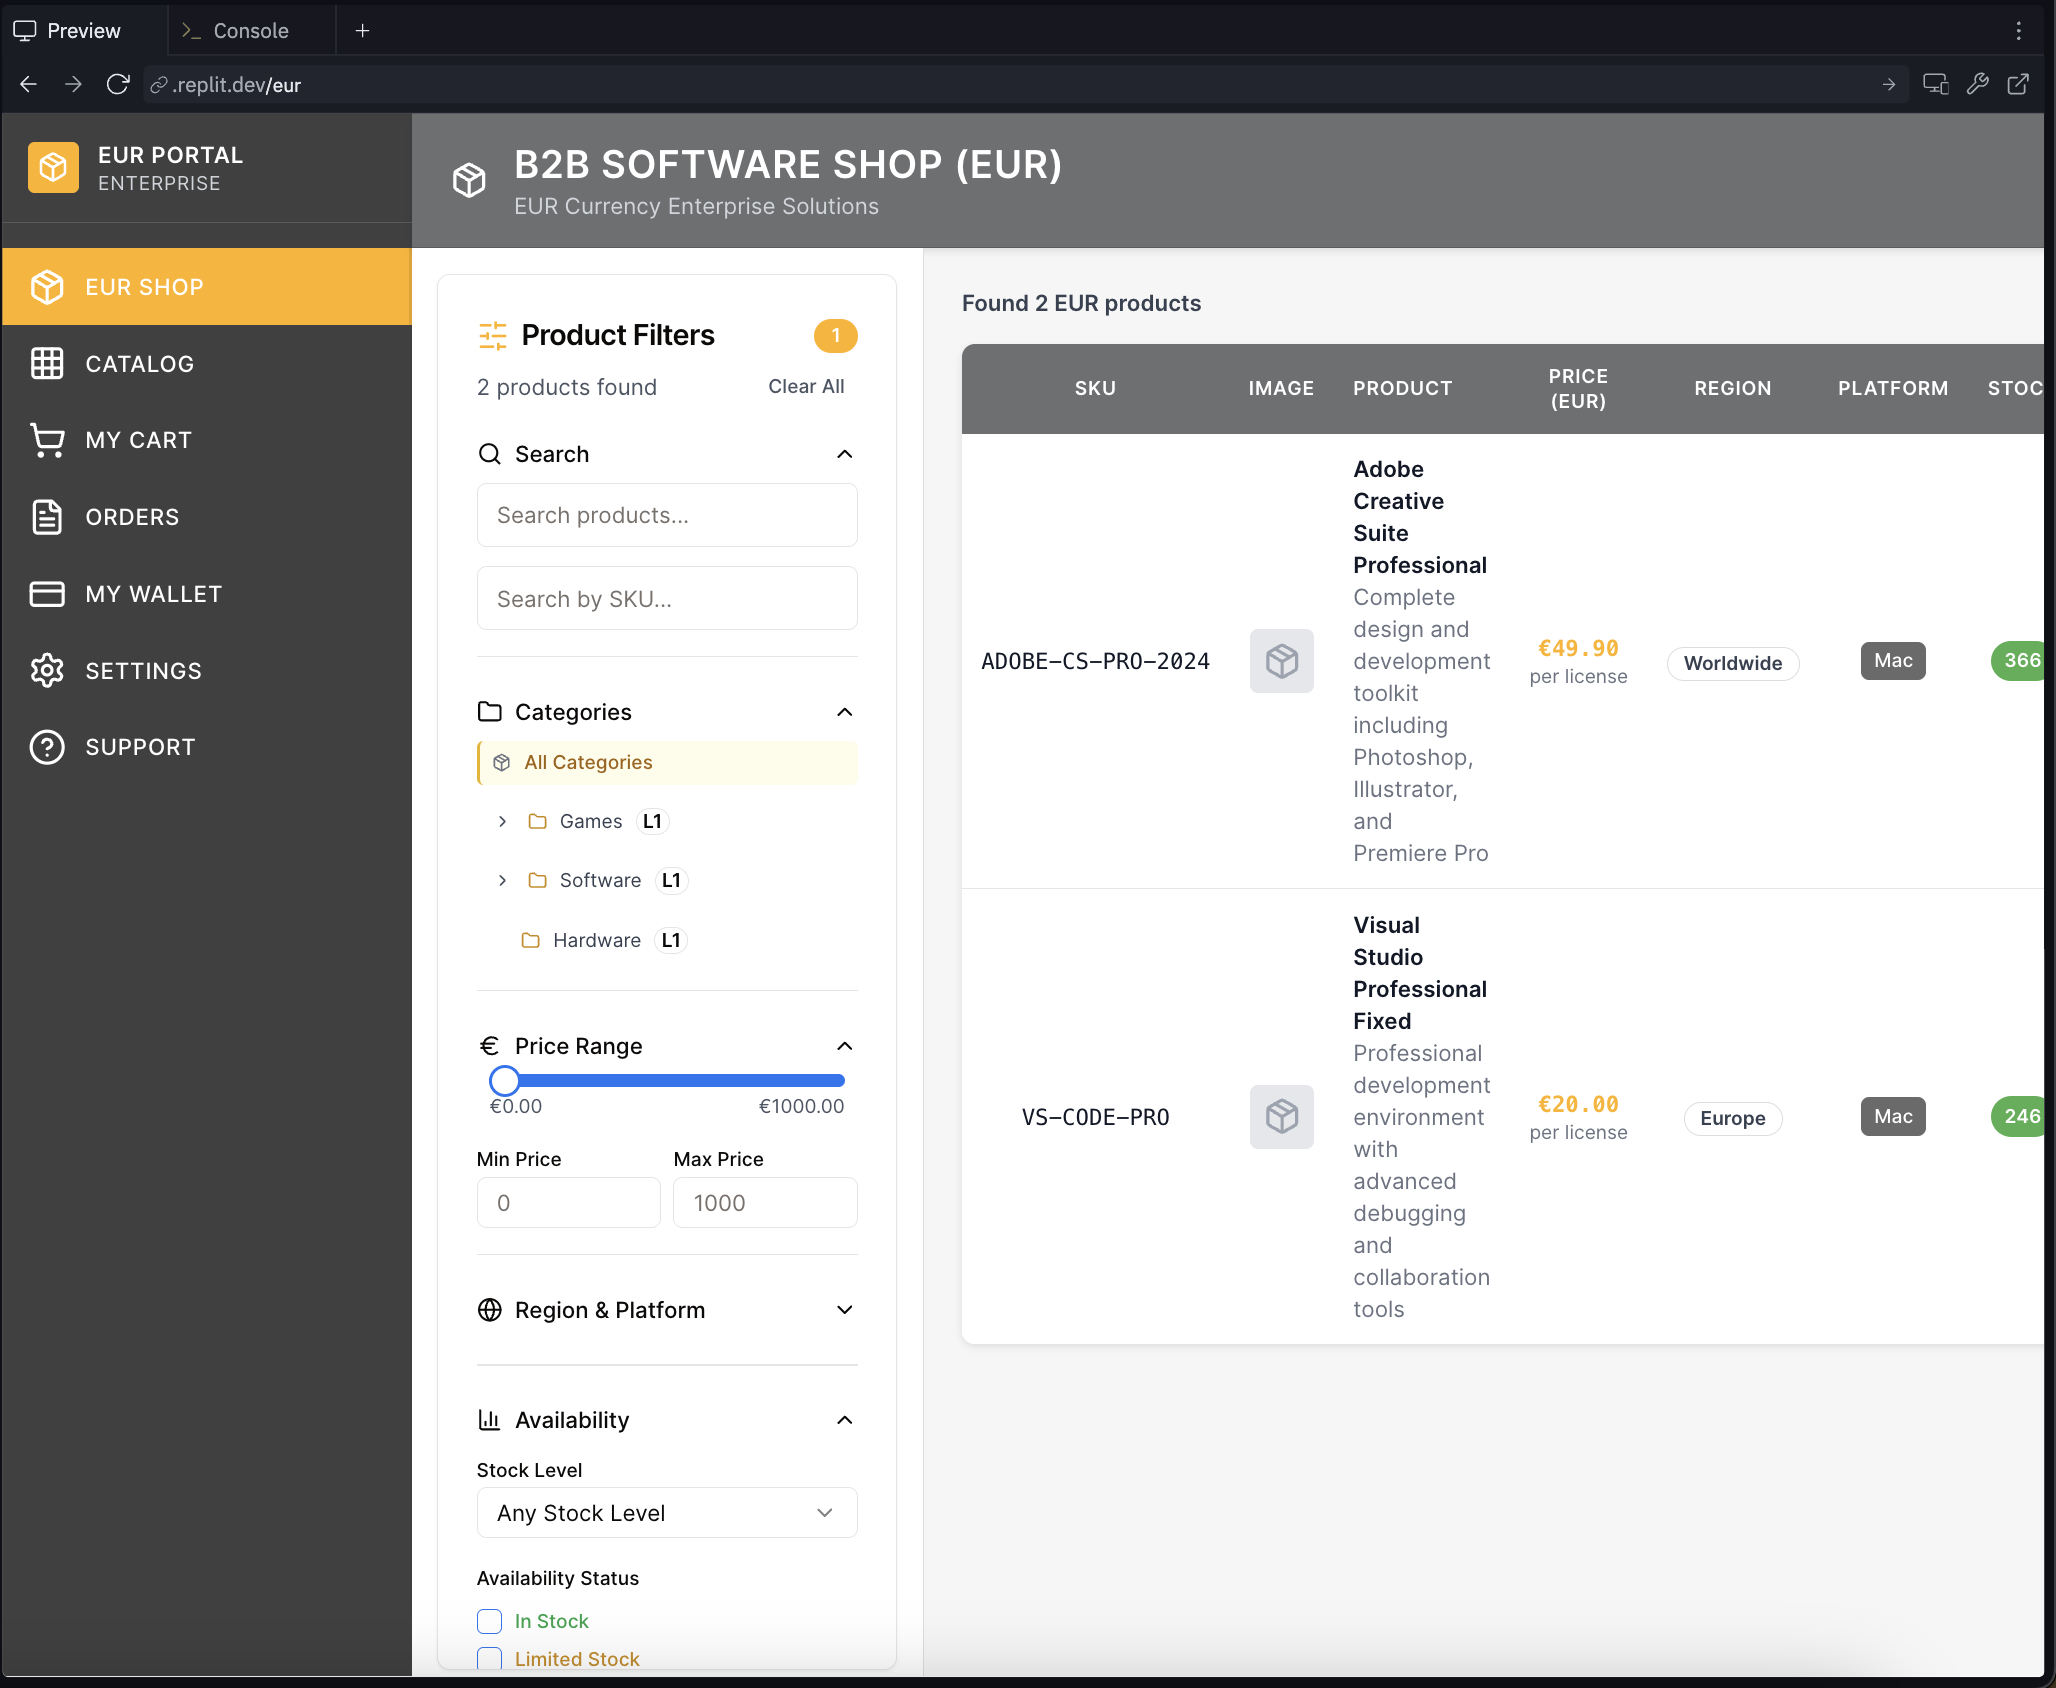 Preview
Console
.replit.dev/eur
EUR PORTAL
ENTERPRISE
EUR SHOP
CATALOG
MY CART
ORDERS
MY WALLET
SETTINGS
SUPPORT
B2B SOFTWARE SHOP (EUR)
EUR Currency Enterprise Solutions
Product Filters
1
2 products found
Clear All
Search
Search products...
Search by SKU...
Categories
All Categories
Games L1
Software L1
Hardware L1
Price Range
€0.00
€1000.00
Min Price
Max Price
0
1000
Region & Platform
Availability
Stock Level
Any Stock Level
Availability Status
In Stock
Limited Stock
Found 2 EUR products
SKU
IMAGE
PRODUCT
PRICE
(EUR)
REGION
PLATFORM
STOC
ADOBE-CS-PRO-2024
Adobe
Creative
Suite
Professional
Complete
design and
development
toolkit
including
Photoshop,
Illustrator,
and
Premiere Pro
€49.90
per license
Worldwide
Mac
366
VS-CODE-PRO
Visual
Studio
Professional
Fixed
Professional
development
environment
with
advanced
debugging
and
collaboration
tools
€20.00
per license
Europe
Mac
246